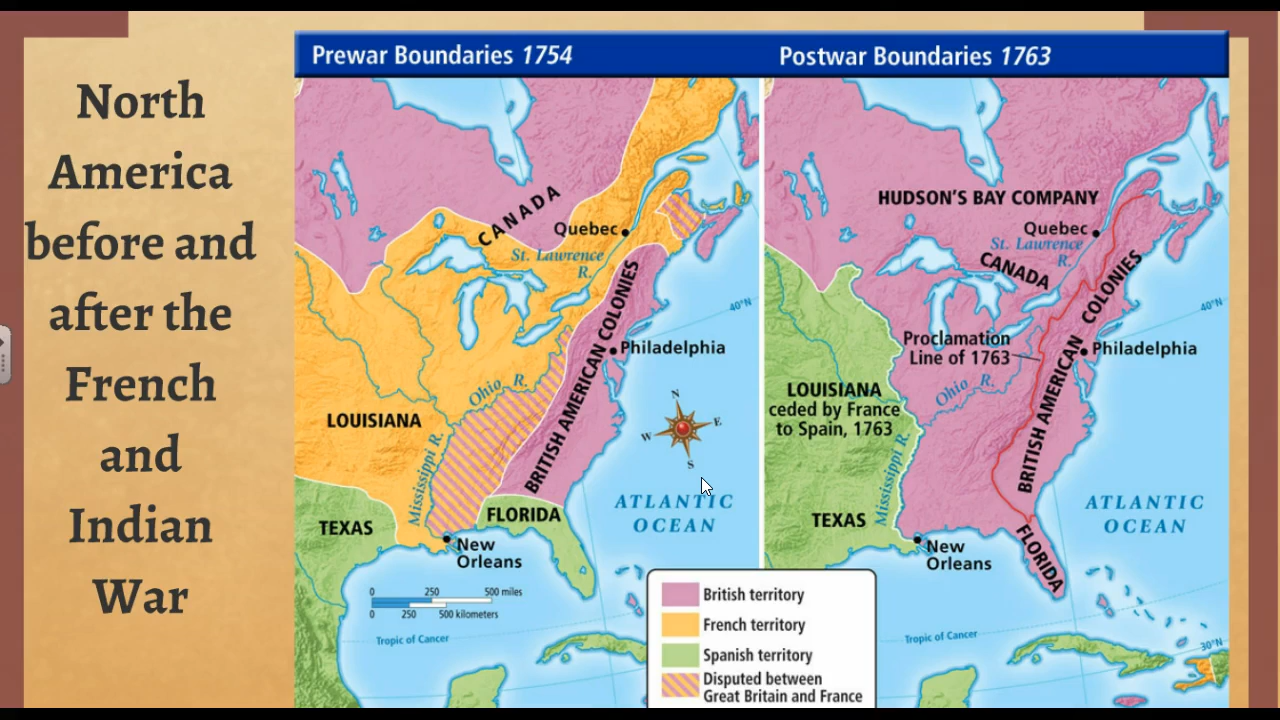 North
America
before and
after the
French
and
Indian
War
Prewar Boundaries 1754
CANADA
Quebec
St. Lawrence
R.
BRITISH AMERICAN COLONIES
40°N
Philadelphia
Ohio R.
LOUISIANA
Mississippi R.
N
W E
S
ATLANTIC
OCEAN
TEXAS
FLORIDA
New
Orleans
0 250 500 miles
0 250 500 kilometers
Tropic of Cancer
Postwar Boundaries 1763
HUDSON'S BAY COMPANY
Quebec
St. Lawrence
R.
CANADA
BRITISH AMERICAN COLONIES
40°N
Proclamation
Line of 1763
Philadelphia
Ohio R.
LOUISIANA
ceded by France
to Spain, 1763
Mississippi R.
TEXAS
ATLANTIC
OCEAN
New
Orleans
FLORIDA
Tropic of Cancer
30°N
British territory
French territory
Spanish territory
Disputed between
Great Britain and France